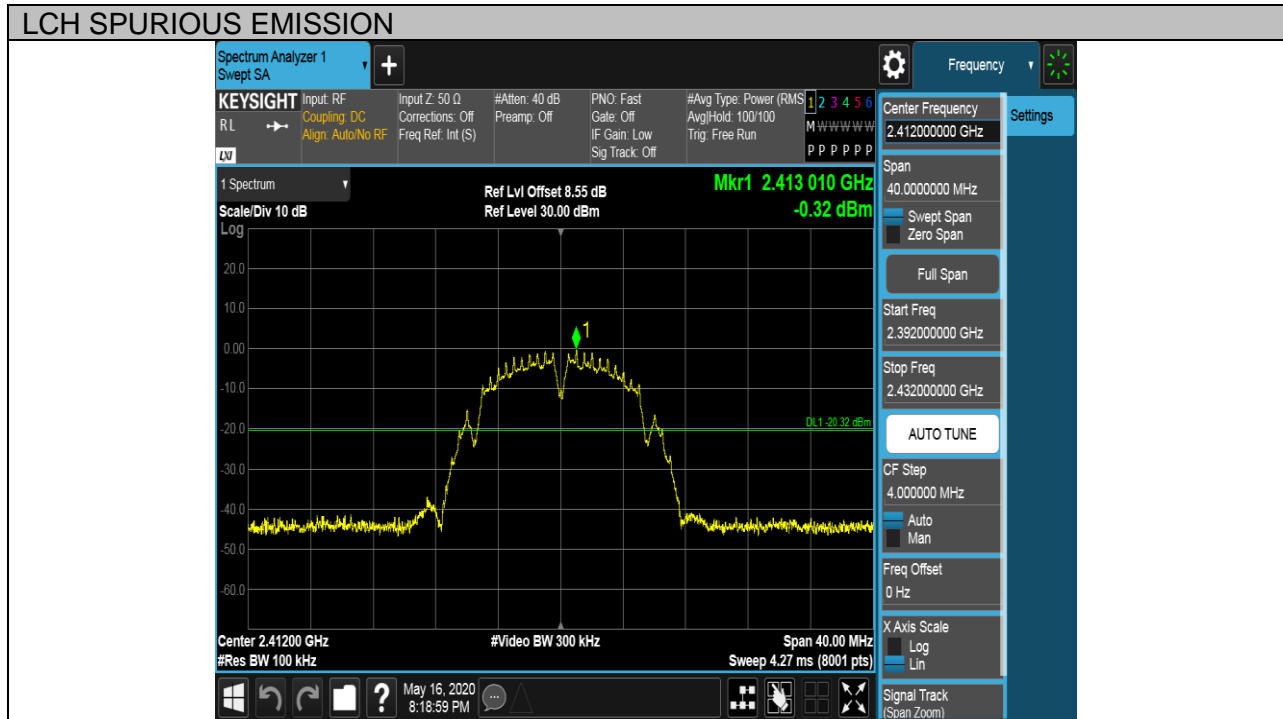 LCH SPURIOUS EMISSION
Spectrum Analyzer 1
Swept SA
+
Frequency
KEYSIGHT
RL
LXI
Input: RF
Coupling: DC
Align: Auto/No RF
Input Z: 50 Ω
Corrections: Off
Freq Ref: Int (S)
#Atten: 40 dB
Preamp: Off
PNO: Fast
Gate: Off
IF Gain: Low
Sig Track: Off
#Avg Type: Power (RMS
Avg|Hold: 100/100
Trig: Free Run
1 2 3 4 5 6
M W W W W W
P P P P P P
1 Spectrum
Scale/Div 10 dB
Log
Ref Lvl Offset 8.55 dB
Ref Level 30.00 dBm
Mkr1 2.413 010 GHz
-0.32 dBm
20.0
10.0
0.00
-10.0
-20.0
-30.0
-40.0
-50.0
-60.0
1
DL1 -20.32 dBm
Center 2.41200 GHz
#Res BW 100 kHz
#Video BW 300 kHz
Span 40.00 MHz
Sweep 4.27 ms (8001 pts)
Center Frequency
2.412000000 GHz
Span
40.0000000 MHz
Swept Span
Zero Span
Full Span
Start Freq
2.392000000 GHz
Stop Freq
2.432000000 GHz
AUTO TUNE
CF Step
4.000000 MHz
Auto
Man
Freq Offset
0 Hz
X Axis Scale
Log
Lin
Signal Track
(Span Zoom)
Settings
?
May 16, 2020
8:18:59 PM